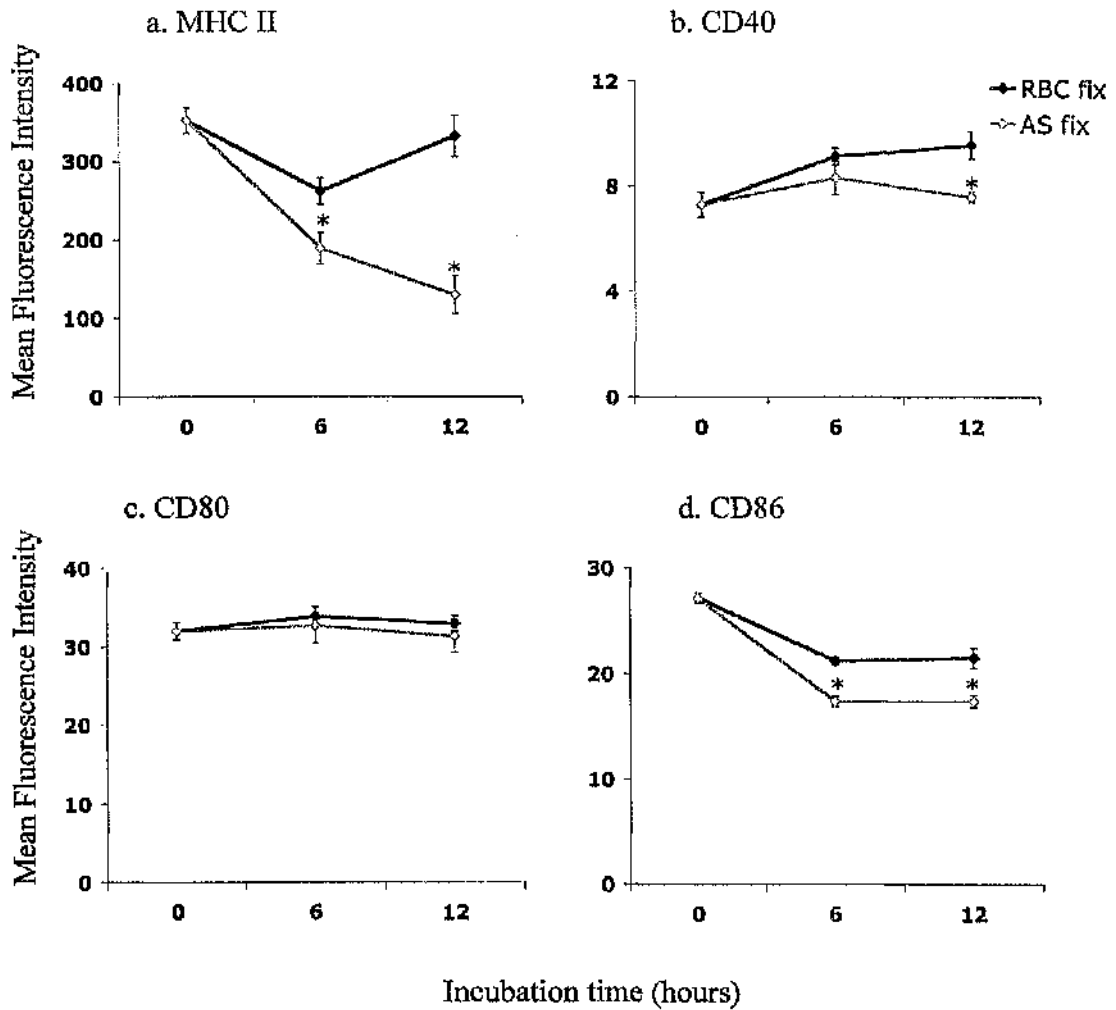 a. MHC II
b. CD40
Mean Fluorescence Intensity
400
300
200
100
0
0 6 12
*
*
12
8
4
0
0 6 12
*
RBC fix
AS fix
c. CD80
d. CD86
Mean Fluorescence Intensity
40
30
20
10
0
0 6 12
30
20
10
0
0 6 12
* *
Incubation time (hours)